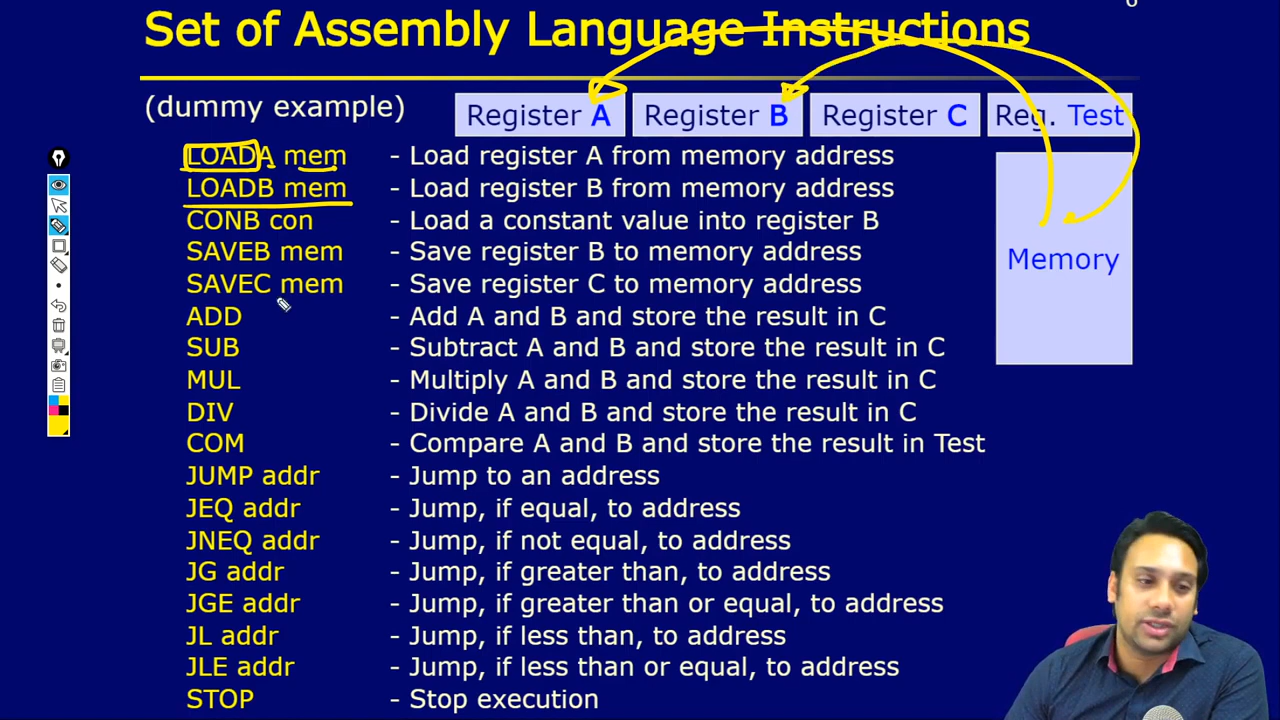 Set of Assembly Language Instructions
(dummy example)
Register A Register B Register C Reg. Test
LOADA mem - Load register A from memory address
LOADB mem - Load register B from memory address
CONB con - Load a constant value into register B
SAVEB mem - Save register B to memory address
SAVEC mem - Save register C to memory address
ADD - Add A and B and store the result in C
SUB - Subtract A and B and store the result in C
MUL - Multiply A and B and store the result in C
DIV - Divide A and B and store the result in C
COM - Compare A and B and store the result in Test
JUMP addr - Jump to an address
JEQ addr - Jump, if equal, to address
JNEQ addr - Jump, if not equal, to address
JG addr - Jump, if greater than, to address
JGE addr - Jump, if greater than or equal, to address
JL addr - Jump, if less than, to address
JLE addr - Jump, if less than or equal, to address
STOP - Stop execution
Memory